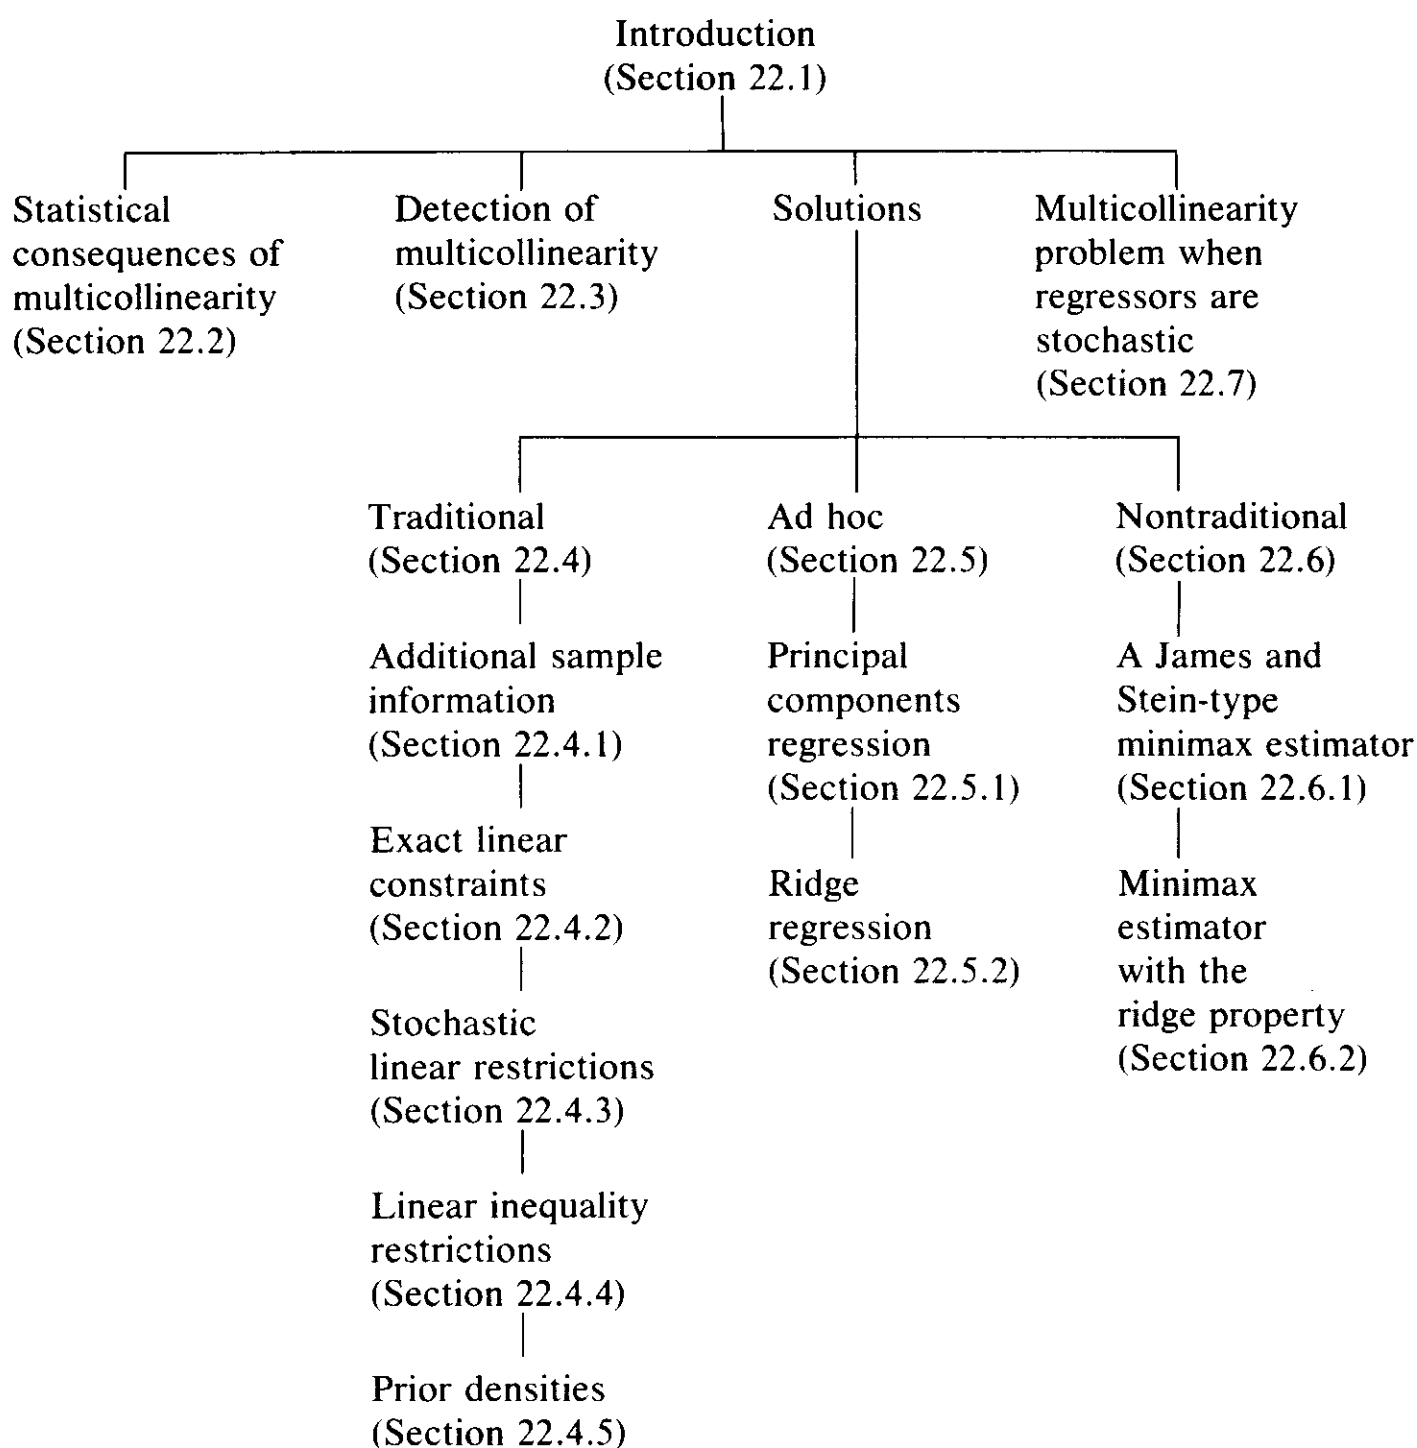 Introduction
(Section 22.1)
Statistical
consequences of
multicollinearity
(Section 22.2)
Detection of
multicollinearity
(Section 22.3)
Solutions
Multicollinearity
problem when
regressors are
stochastic
(Section 22.7)
Traditional
(Section 22.4)
Additional sample
information
(Section 22.4.1)
Exact linear
constraints
(Section 22.4.2)
Stochastic
linear restrictions
(Section 22.4.3)
Linear inequality
restrictions
(Section 22.4.4)
Prior densities
(Section 22.4.5)
Ad hoc
(Section 22.5)
Principal
components
regression
(Section 22.5.1)
Ridge
regression
(Section 22.5.2)
Nontraditional
(Section 22.6)
A James and
Stein-type
minimax estimator
(Section 22.6.1)
Minimax
estimator
with the
ridge property
(Section 22.6.2)